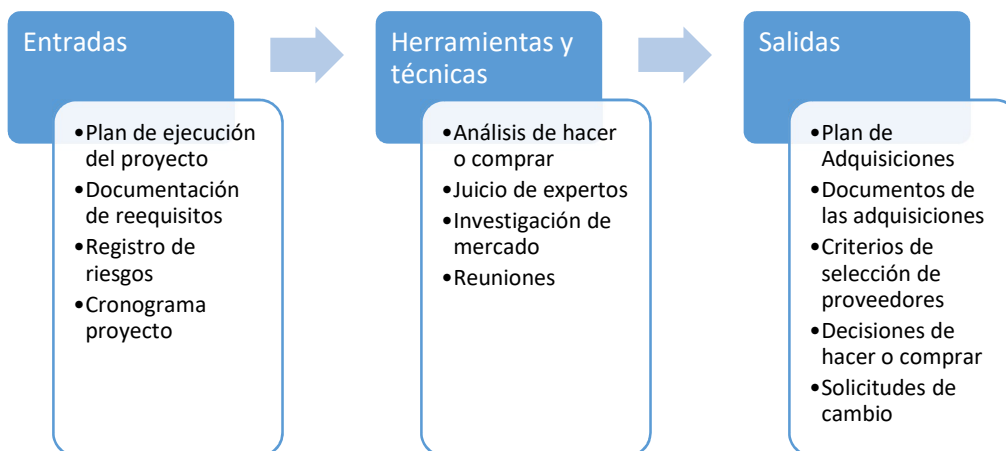 Entradas
•Plan de ejecución
del proyecto
•Documentación
de reequisitos
•Registro de
riesgos
•Cronograma
proyecto
Herramientas y
técnicas
•Análisis de hacer
o comprar
•Juicio de expertos
•Investigación de
mercado
•Reuniones
Salidas
•Plan de
Adquisiciones
•Documentos de
las adquisiciones
•Criterios de
selección de
proveedores
•Decisiones de
hacer o comprar
•Solicitudes de
cambio